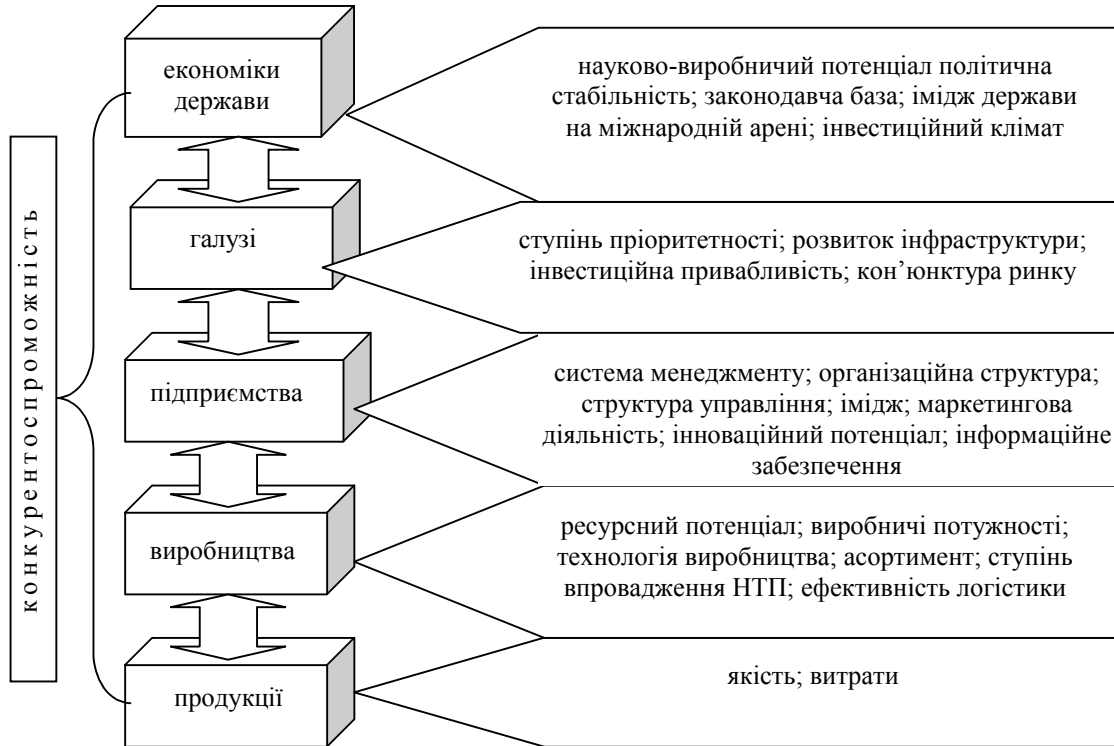 конкурентоспроможність
економіки
держави
науково-виробничий потенціал політична
стабільність; законодавча база; імідж держави
на міжнародній арені; інвестиційний клімат
галузі
ступінь пріоритетності; розвиток інфраструктури;
інвестиційна привабливість; кон’юнктура ринку
підприємства
система менеджменту; організаційна структура;
структура управління; імідж; маркетингова
діяльність; інноваційний потенціал; інформаційне
забезпечення
виробництва
ресурсний потенціал; виробничі потужності;
технологія виробництва; асортимент; ступінь
впровадження НТП; ефективність логістики
продукції
якість; витрати